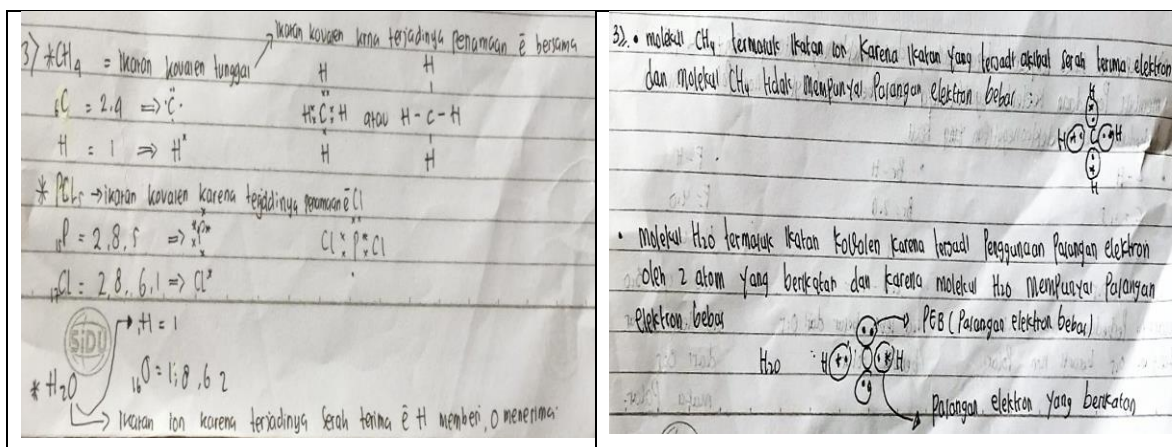 Ikatan kovalen krna terjadinya penamaan ē bersama
3) *CH₄ = Ikatan kovalen tunggal
H H
₆C = 2.4 ⇒ C H C H atau H - C - H
H = 1 ⇒ H* H H
* PCl₅ → ikatan kovalen karena terjadinya penamaan ē Cl
P = 2,8,5 ⇒ P Cl P Cl
₁₇Cl = 2,8,6,1 ⇒ Cl*
SiDU
₁H = 1
* H₂O ₁₆O = 1;8,6 2
Ikatan ion karena terjadinya serah terima ē H memberi, O menerima
3). • molekul CH₄ termasuk Ikatan ion Karena Ikatan yang terjadi akibat serah terima elektron
dan molekul CH₄ tidak mempunyai Pasangan elektron bebas
H
H C H
H
• molekul H₂O termasuk Ikatan Kovalen karena terjadi Penggunaan Pasangan elektron
oleh 2 atom yang berikatan dan karena molekul H₂O mempunyai Pasangan
elektron bebas
PEB (Pasangan elektron bebas)
H₂O H O H
Pasangan elektron yang berikatan